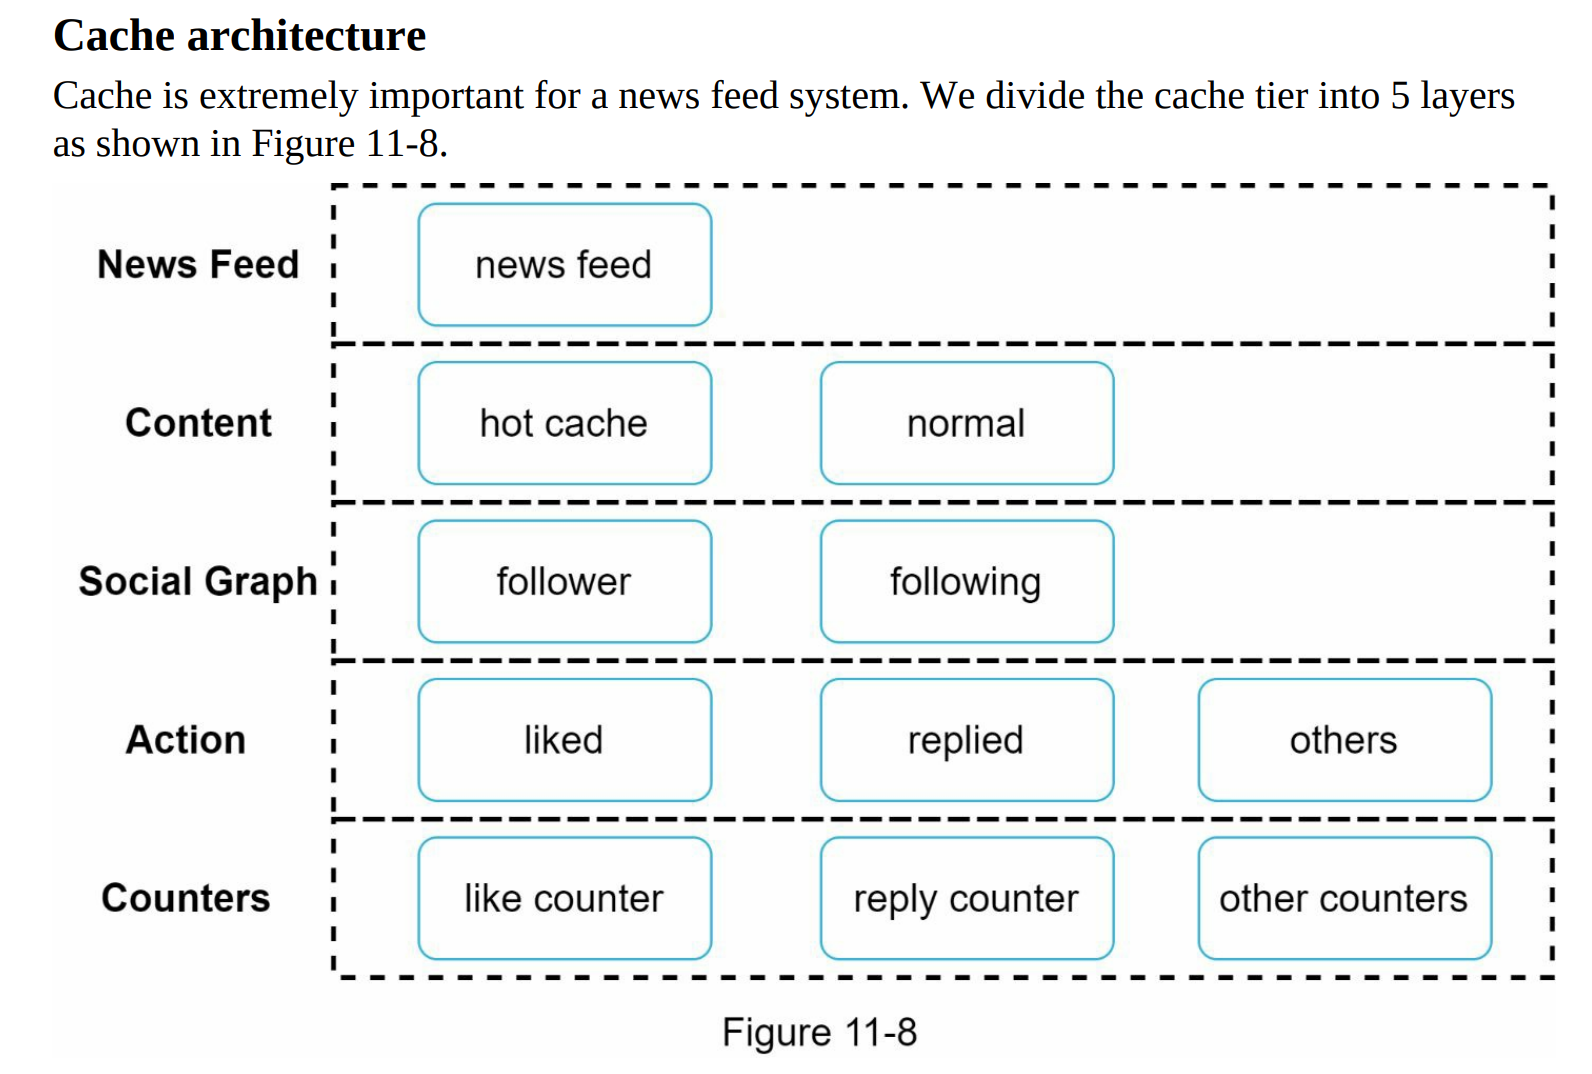 Cache architecture
Cache is extremely important for a news feed system. We divide the cache tier into 5 layers
as shown in Figure 11-8.
News Feed
news feed
Content
hot cache
normal
Social Graph
follower
following
Action
liked
replied
others
Counters
like counter
reply counter
other counters
Figure 11-8